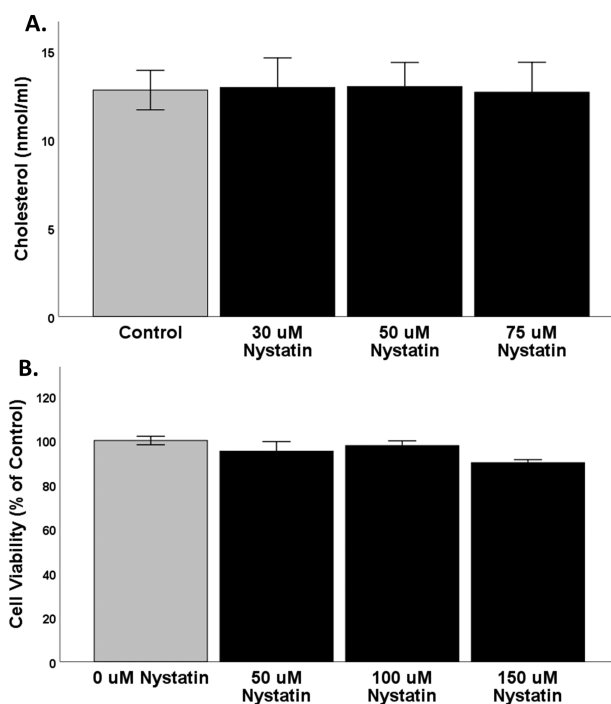 A.
Cholesterol (nmol/ml)
15
10
5
0
Control
30 uM
Nystatin
50 uM
Nystatin
75 uM
Nystatin
B.
Cell Viability (% of Control)
120
100
80
60
40
20
0
0 uM Nystatin
50 uM
Nystatin
100 uM
Nystatin
150 uM
Nystatin